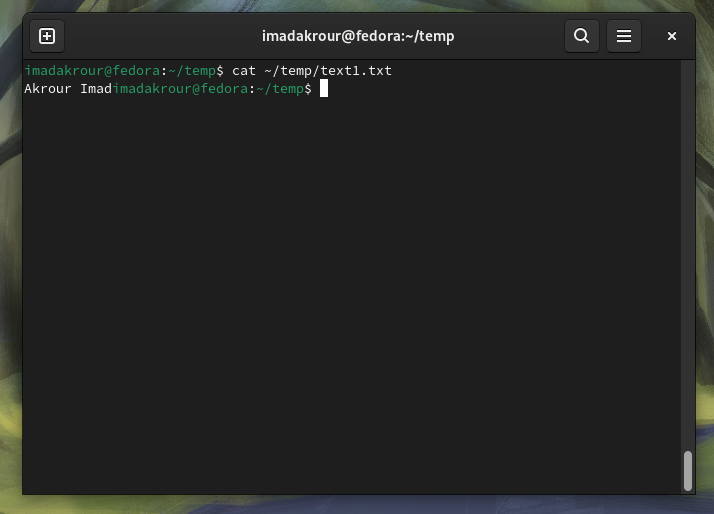 imadakrour@fedora:~/temp
imadakrour@fedora:~/temp$ cat ~/temp/text1.txt
Akrour Imadimadakrour@fedora:~/temp$